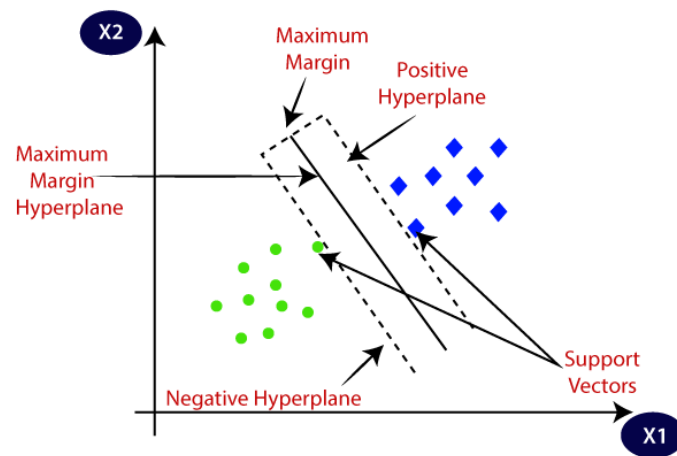 X2
Maximum
Margin
Positive
Hyperplane
Maximum
Margin
Hyperplane
Support
Vectors
Negative Hyperplane
X1